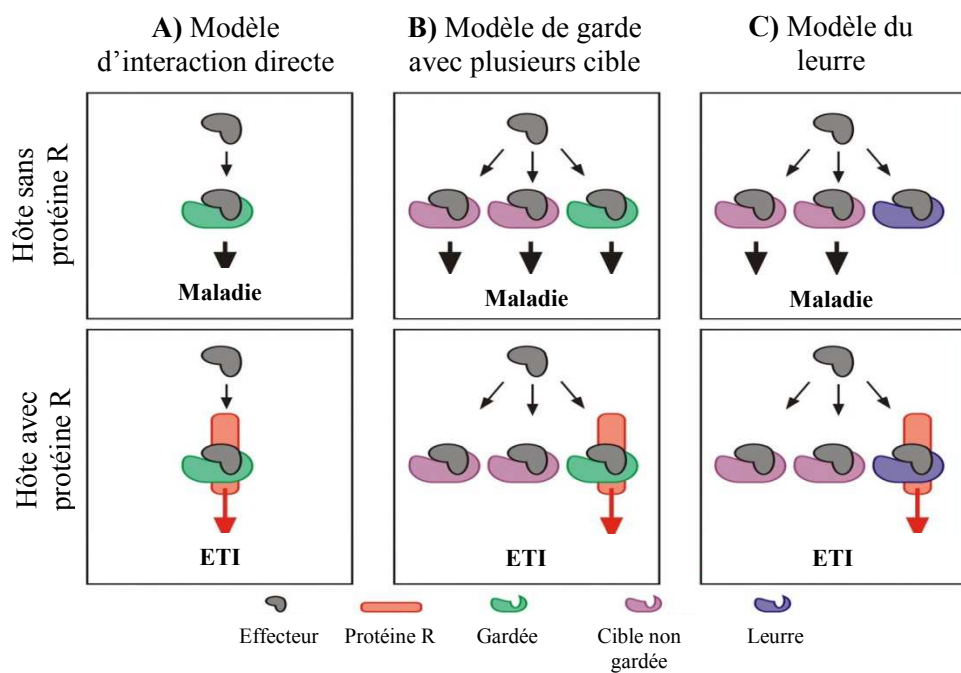 A) Modèle
d'interaction directe
B) Modèle de garde
avec plusieurs cible
C) Modèle du
leurre
Hôte sans
protéine R
Maladie
Maladie
Maladie
Hôte avec
protéine R
ETI
ETI
ETI
Effecteur
Protéine R
Gardée
Cible non
gardée
Leurre